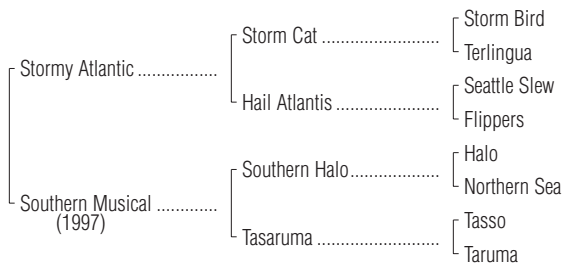 Storm Bird
Storm Cat ........................
Terlingua
Stormy Atlantic ................
Seattle Slew
Hail Atlantis .....................
Flippers
Halo
Southern Halo..................
Northern Sea
Southern Musical ............
(1997)
Tasso
Tasaruma .........................
Taruma